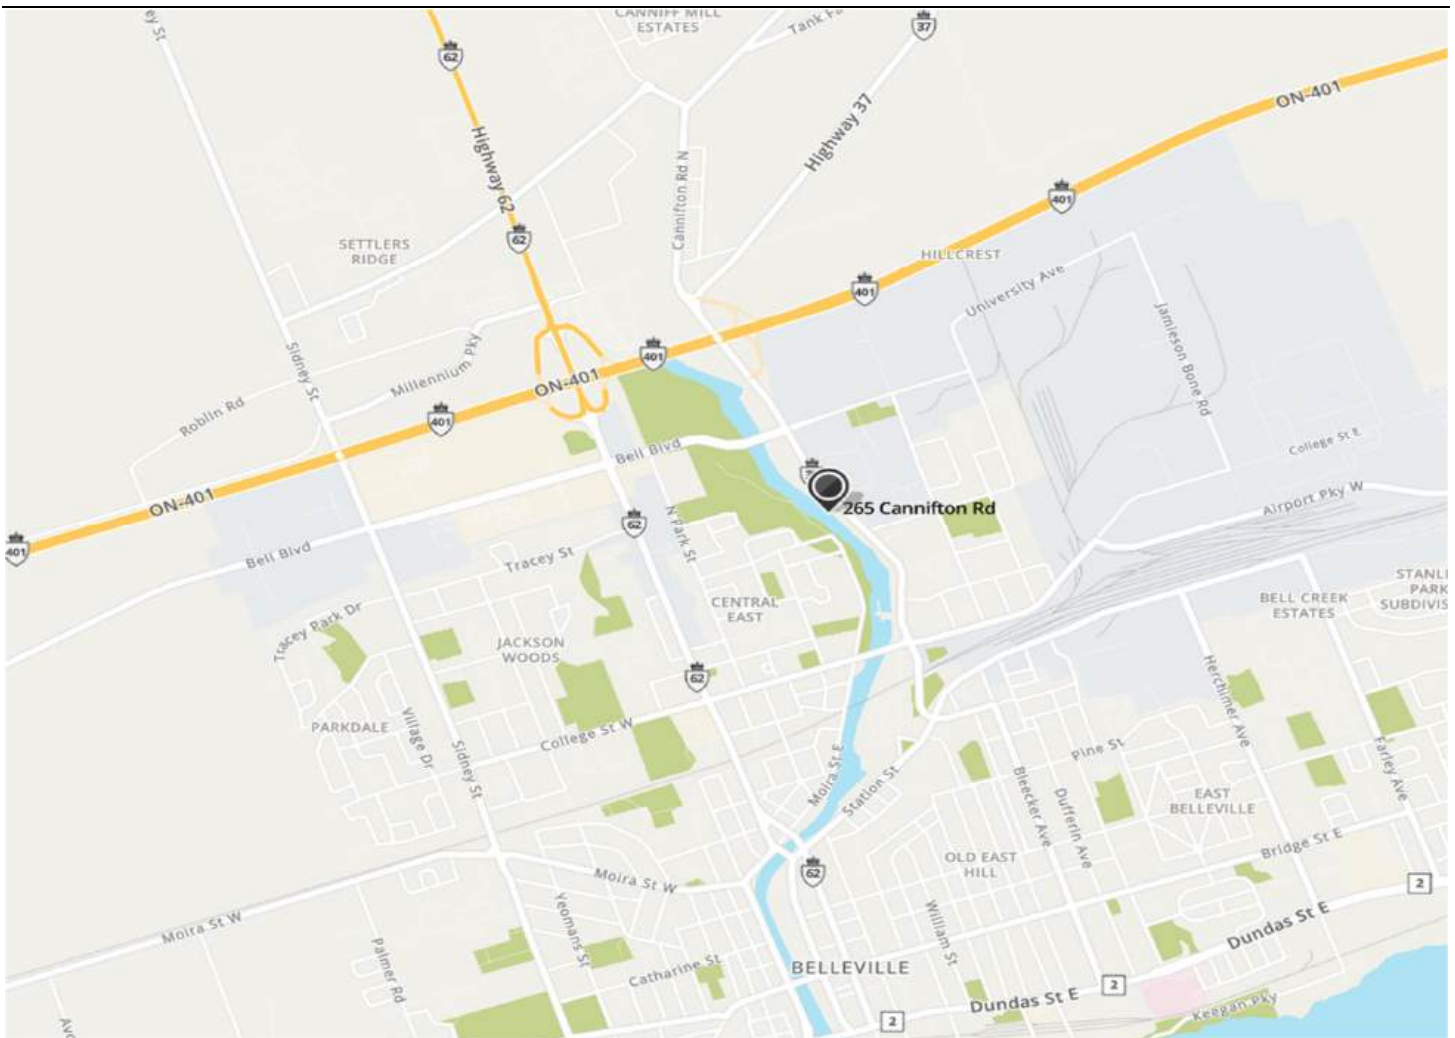 ey St
CANNIFF MILL
ESTATES
Tank Fa
37
62
Highway 62
Highway 37
ON-401
Cannifton Rd N
401
SETTLERS
RIDGE
62
HILLCREST
University Ave
401
Jamieson Bone Rd
Sidney St
Millennium Pky
401
ON-401
Roblin Rd
401
Bell Blvd
College St E
ON-401
265 Cannifton Rd
Airport Pky W
401
Bell Blvd
62
N Park St
Tracey St
STANL
PARK
SUBDIVIS
BELL CREEK
ESTATES
CENTRAL
EAST
Tracey Park Dr
JACKSON
WOODS
62
Herchimer Ave
PARKDALE
Village Dr
College St W
Sidney St
Moira St E
Station St
Pine St
Farley Ave
Bleecker Ave
Dufferin Ave
EAST
BELLEVILLE
Bridge St E
OLD EAST
HILL
62
2
Moira St W
Moira St W
Yeomans St
William St
Dundas St E
Palmer Rd
Catharine St
BELLEVILLE
2
Dundas St E
Keegan Pky
2
Av